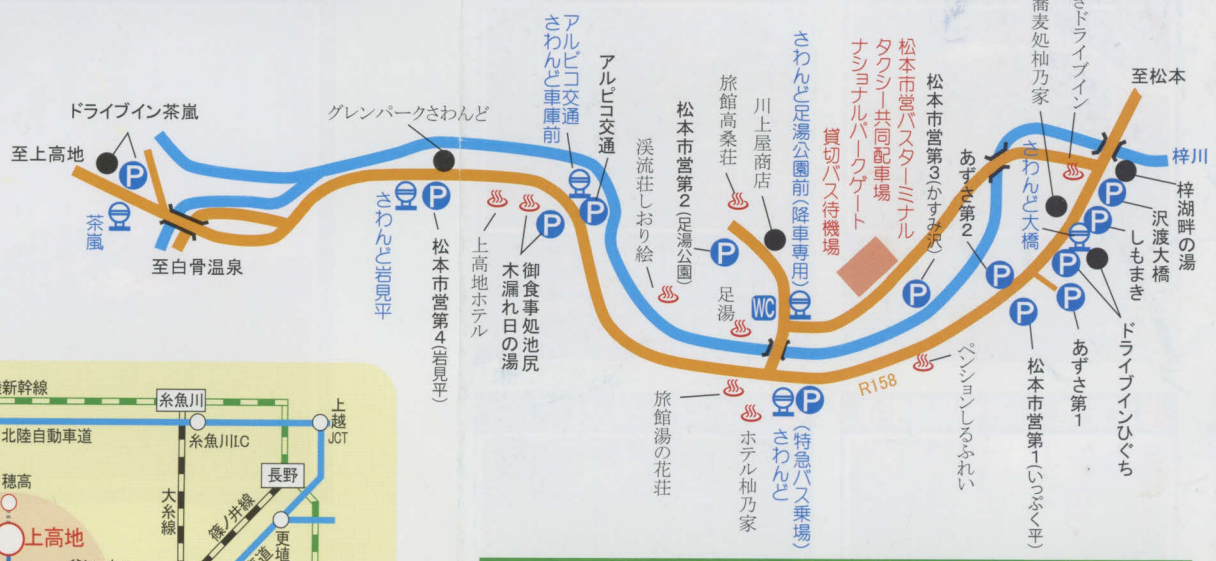 至松本
梓川
さドライブイン
蕎麦処杣乃家
さわんど大橋
梓湖畔の湯
沢渡大橋
しもまき
ドライブインひぐち
あずさ第1
あずさ第2
松本市営第1(いっぷく平)
松本市営第3(かすみ沢)
松本市営バスターミナル
タクシー共同配車場
ナショナルパークゲート
貸切バス待機場
さわんど足湯公園前(降車専用)
川上屋商店
旅館高桑荘
松本市営第2(足湯公園)
足湯
WC
渓流荘しおり絵
ペンションしるふれい
R158
(特急バス乗場)
さわんど
ホテル杣乃家
旅館湯の花荘
アルピコ交通
アルピコ交通
さわんど車庫前
御食事処池尻
木漏れ日の湯
上高地ホテル
グレンパークさわんど
松本市営第4(岩見平)
さわんど岩見平
ドライブイン茶嵐
至上高地
茶嵐
至白骨温泉
P
P
P
P
P
P
P
P
P
P
P
P
P
P
新幹線
北陸自動車道
糸魚川
糸魚川IC
上越
JCT
長野
大糸線
篠ノ井線
更埴
道
穂高
上高地